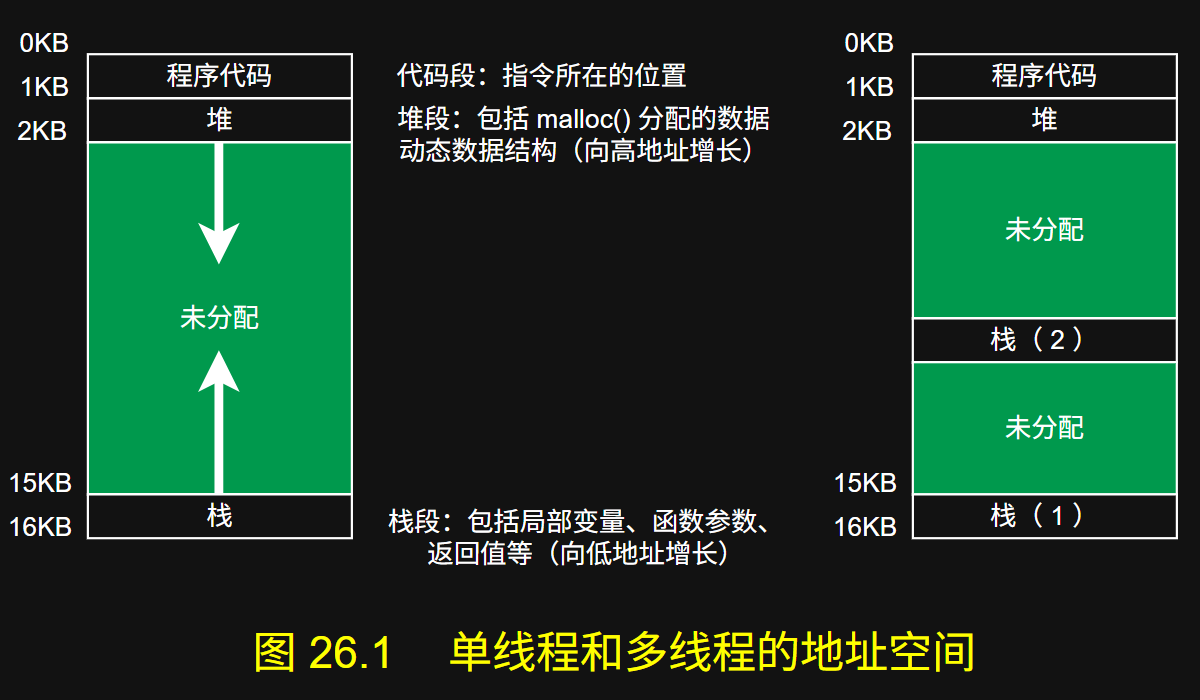 0KB
程序代码
1KB
堆
2KB
未分配
15KB
栈
16KB
代码段：指令所在的位置
堆段：包括 malloc() 分配的数据
动态数据结构（向高地址增长）
栈段：包括局部变量、函数参数、
返回值等（向低地址增长）
0KB
程序代码
1KB
堆
2KB
未分配
栈（ 2 ）
未分配
15KB
栈（ 1 ）
16KB
图 26.1 单线程和多线程的地址空间